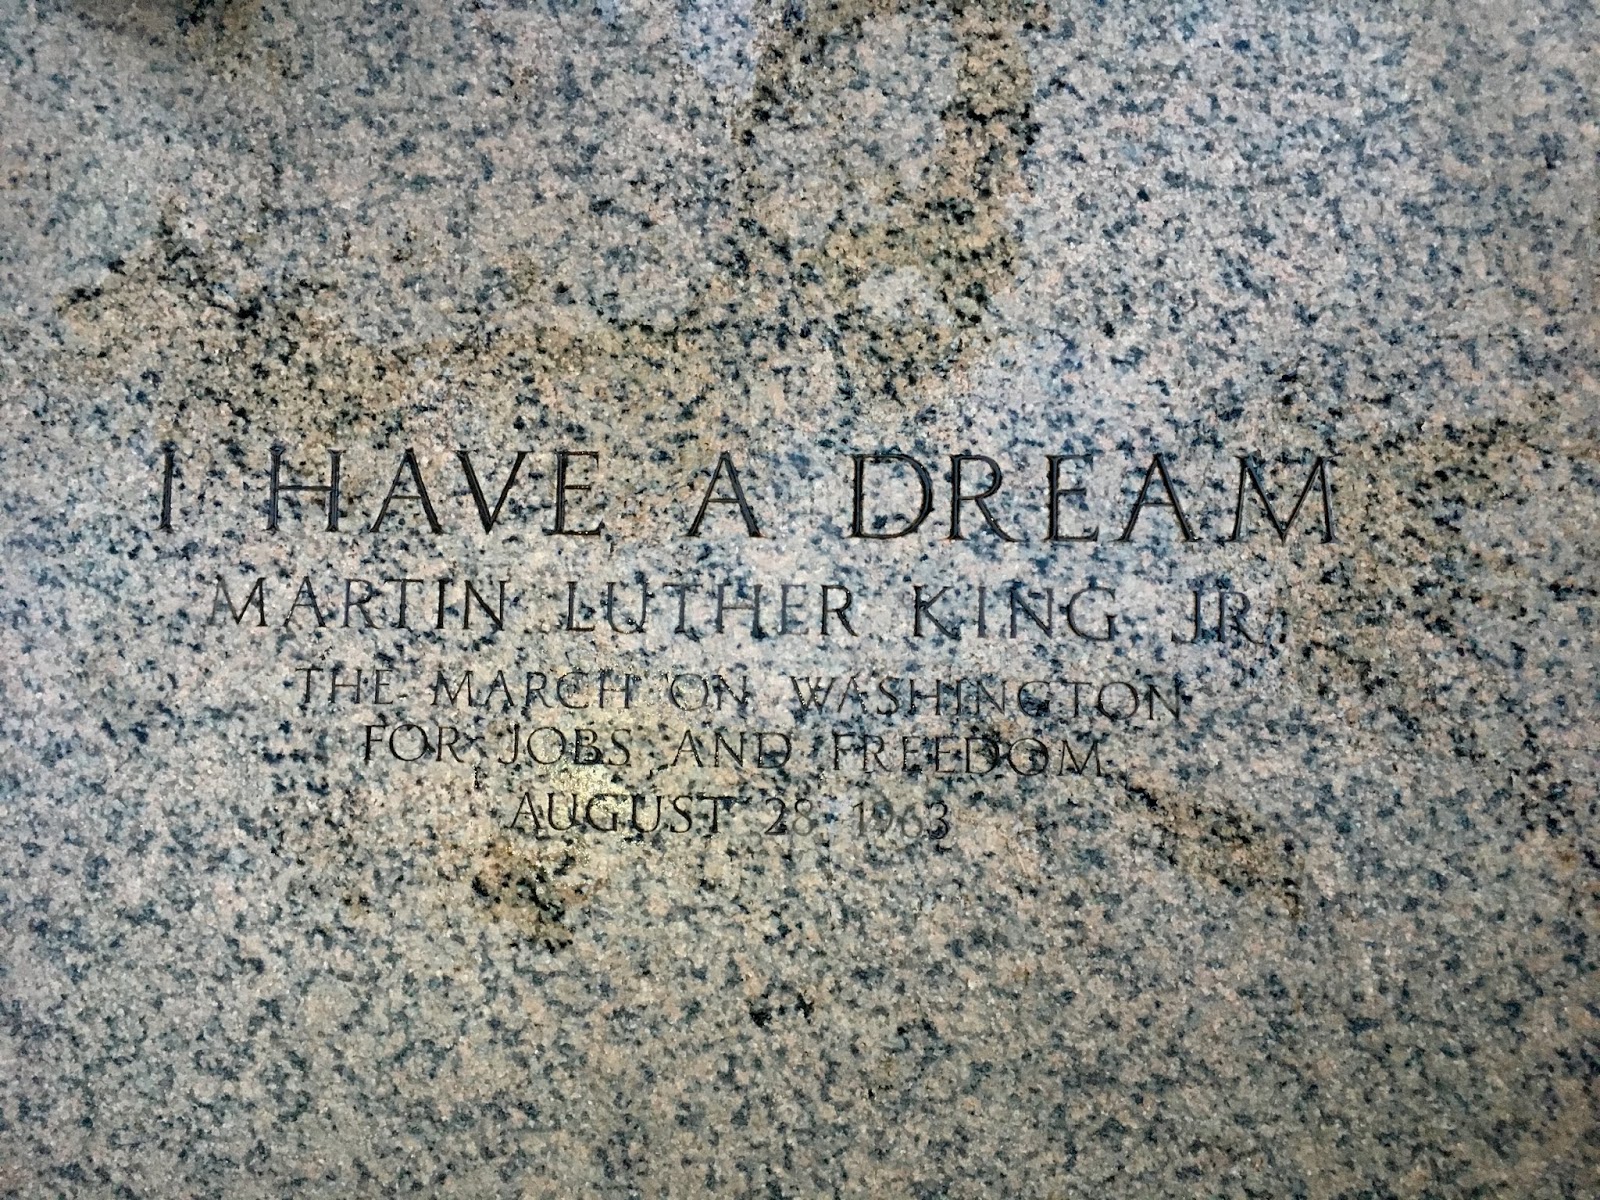 I HAVE A DREAM
MARTIN LUTHER KING JR.
THE MARCH ON WASHINGTON
FOR JOBS AND FREEDOM
AUGUST 28 1963